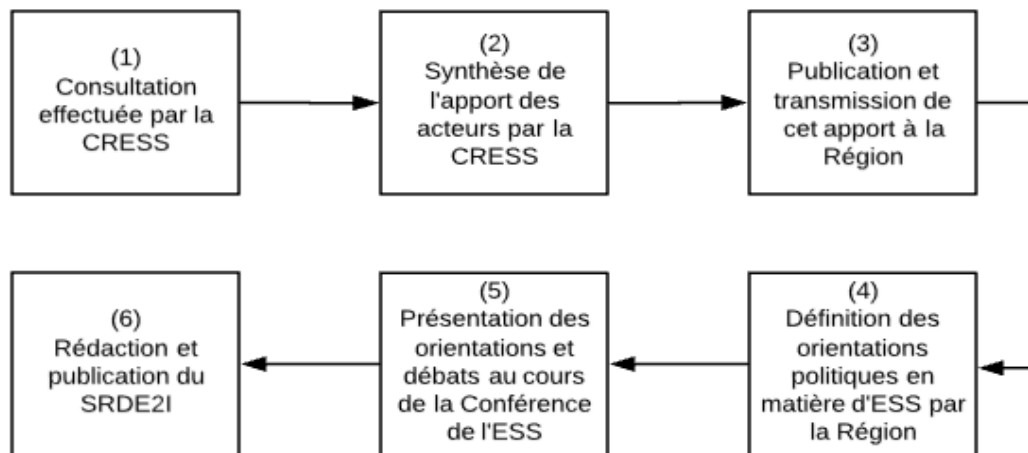 (1)
Consultation
effectuée par la
CRESS
(2)
Synthèse de
l'apport des
acteurs par la
CRESS
(3)
Publication et
transmission de
cet apport à la
Région
(4)
Définition des
orientations
politiques en
matière d'ESS par
la Région
(5)
Présentation des
orientations et
débats au cours
de la Conférence
de l'ESS
(6)
Rédaction et
publication du
SRDE2I